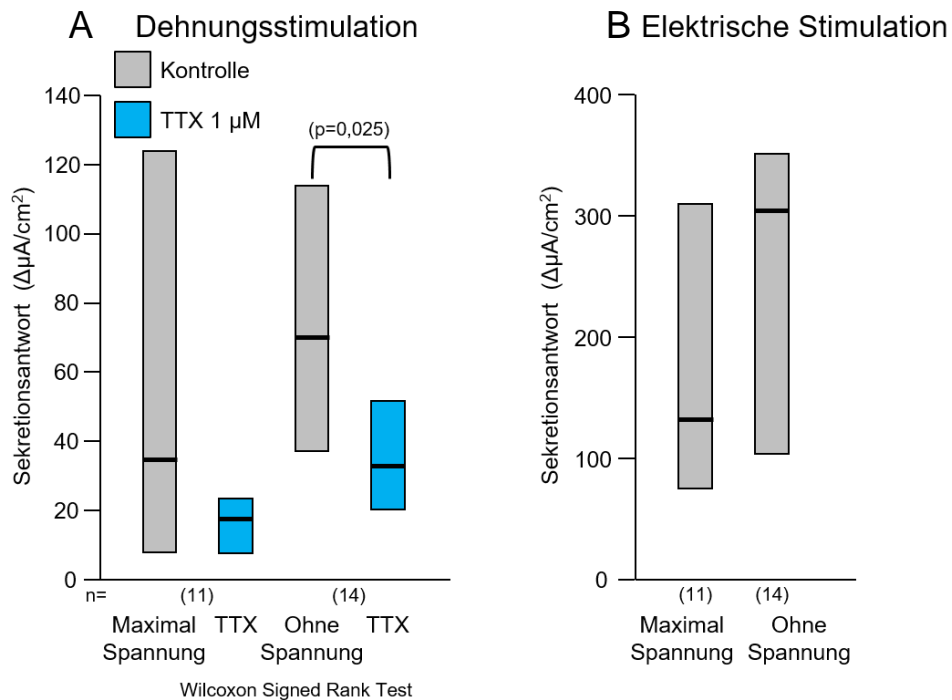 A Dehnungsstimulation
Kontrolle
TTX 1 µM
Sekretionsantwort (ΔµA/cm²)
140
120
100
80
60
40
20
0
(p=0,025)
n= (11) (14)
Maximal Spannung
TTX
Ohne Spannung
TTX
Wilcoxon Signed Rank Test
B Elektrische Stimulation
Sekretionsantwort (ΔµA/cm²)
400
300
200
100
0
(11) (14)
Maximal Spannung
Ohne Spannung